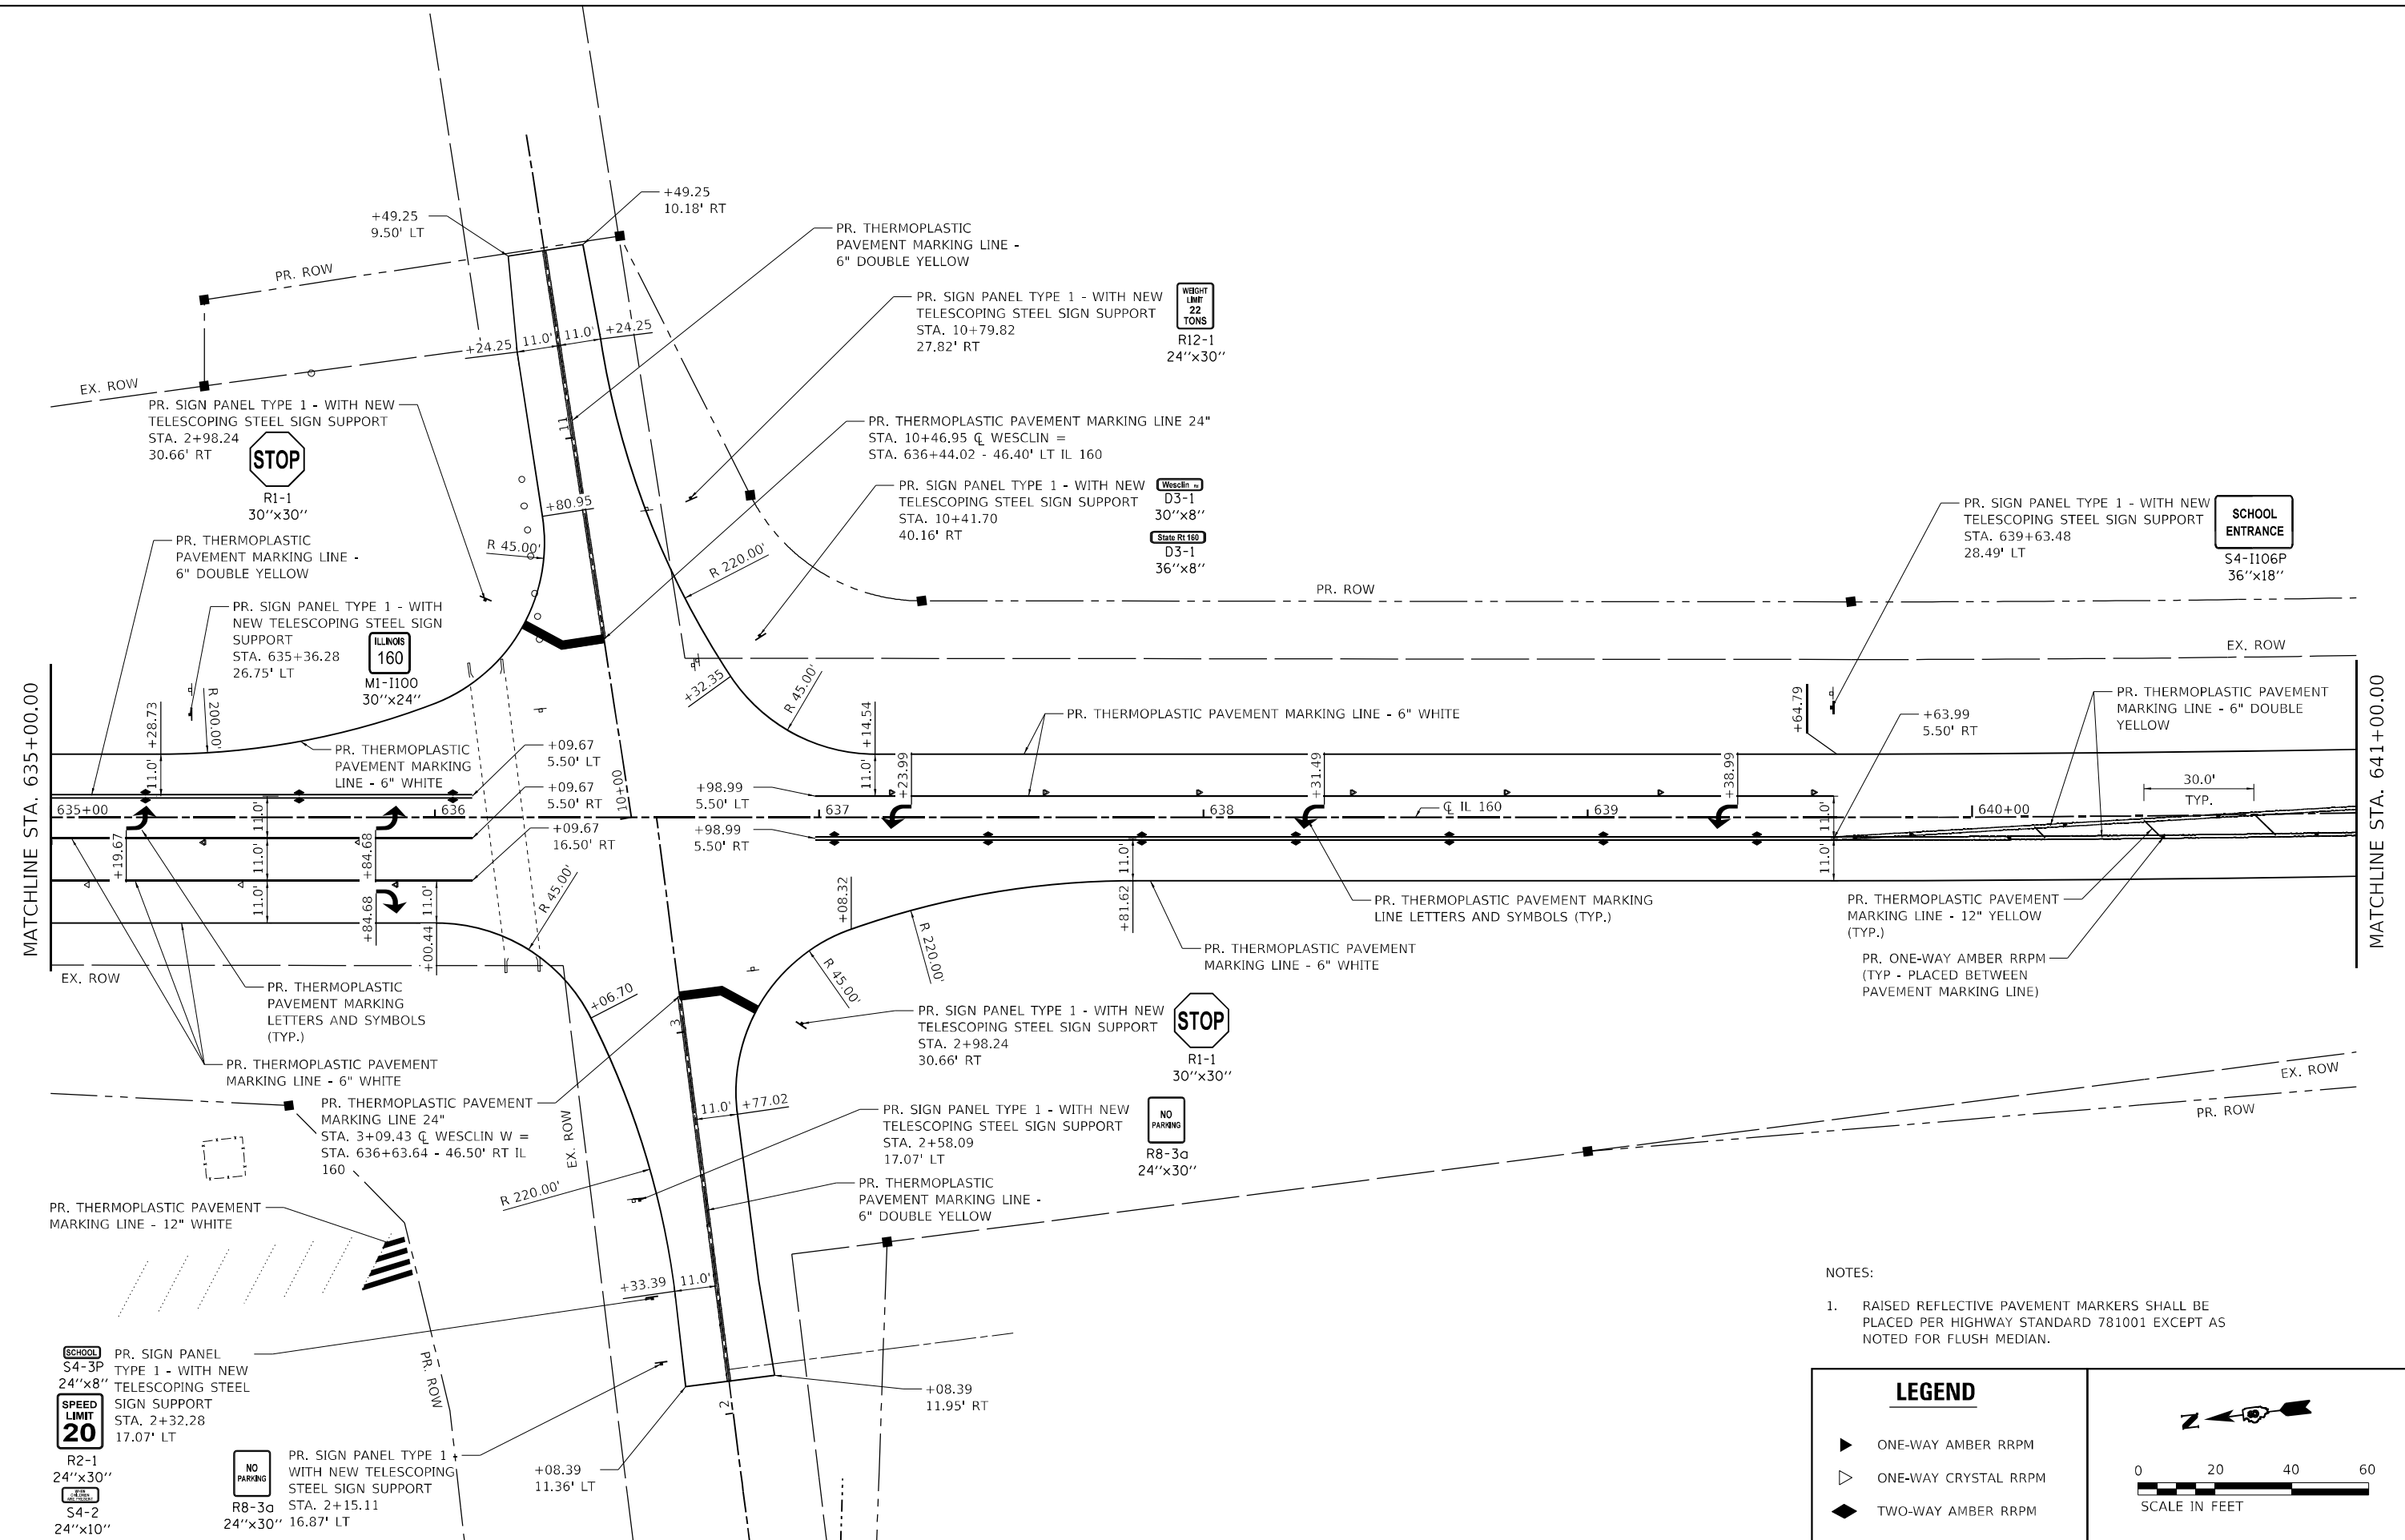 +49.25
10.18' RT
+49.25
9.50' LT
PR. ROW
PR. THERMOPLASTIC
PAVEMENT MARKING LINE -
6" DOUBLE YELLOW
PR. SIGN PANEL TYPE 1 - WITH NEW
TELESCOPING STEEL SIGN SUPPORT
STA. 10+79.82
27.82' RT
WEIGHT
LIMIT
22
TONS
R12-1
24''x30''
+24.25
11.0'
11.0'
+24.25
EX. ROW
PR. SIGN PANEL TYPE 1 - WITH NEW
TELESCOPING STEEL SIGN SUPPORT
STA. 2+98.24
30.66' RT
STOP
R1-1
30''x30''
11
PR. THERMOPLASTIC PAVEMENT MARKING LINE 24"
STA. 10+46.95 ℄ WESCLIN =
STA. 636+44.02 - 46.40' LT IL 160
PR. SIGN PANEL TYPE 1 - WITH NEW
TELESCOPING STEEL SIGN SUPPORT
STA. 10+41.70
40.16' RT
Wesclin
D3-1
30''x8''
State Rt 160
D3-1
36''x8''
PR. SIGN PANEL TYPE 1 - WITH NEW
TELESCOPING STEEL SIGN SUPPORT
STA. 639+63.48
28.49' LT
SCHOOL
ENTRANCE
S4-I106P
36''x18''
+80.95
R 45.00'
R 220.00'
PR. THERMOPLASTIC
PAVEMENT MARKING LINE -
6" DOUBLE YELLOW
PR. SIGN PANEL TYPE 1 - WITH
NEW TELESCOPING STEEL SIGN
SUPPORT
STA. 635+36.28
26.75' LT
ILLINOIS
160
M1-I100
30''x24''
PR. ROW
EX. ROW
MATCHLINE STA. 635+00.00
R 200.00'
+28.73
11.0'
PR. THERMOPLASTIC
PAVEMENT MARKING
LINE - 6" WHITE
+09.67
5.50' LT
+09.67
5.50' RT
+09.67
16.50' RT
10+00
+32.35
R 45.00'
+14.54
11.0'
+98.99
5.50' LT
+98.99
5.50' RT
PR. THERMOPLASTIC PAVEMENT MARKING LINE - 6" WHITE
+23.99
+31.49
+38.99
+64.79
+63.99
5.50' RT
PR. THERMOPLASTIC PAVEMENT
MARKING LINE - 6" DOUBLE
YELLOW
MATCHLINE STA. 641+00.00
635+00
636
637
638
℄ IL 160
639
640+00
30.0'
TYP.
+19.67
+84.68
+84.68
11.0'
11.0'
11.0'
11.0'
+00.44
R 45.00'
+08.32
R 220.00'
R 45.00'
11.0'
+81.62
11.0'
11.0'
PR. THERMOPLASTIC PAVEMENT MARKING
LINE LETTERS AND SYMBOLS (TYP.)
PR. THERMOPLASTIC PAVEMENT
MARKING LINE - 6" WHITE
PR. THERMOPLASTIC PAVEMENT
MARKING LINE - 12" YELLOW
(TYP.)
PR. ONE-WAY AMBER RRPM
(TYP - PLACED BETWEEN
PAVEMENT MARKING LINE)
EX. ROW
PR. THERMOPLASTIC
PAVEMENT MARKING
LETTERS AND SYMBOLS
(TYP.)
PR. THERMOPLASTIC PAVEMENT
MARKING LINE - 6" WHITE
+06.70
3
PR. SIGN PANEL TYPE 1 - WITH NEW
TELESCOPING STEEL SIGN SUPPORT
STA. 2+98.24
30.66' RT
STOP
R1-1
30''x30''
PR. THERMOPLASTIC PAVEMENT
MARKING LINE 24"
STA. 3+09.43 ℄ WESCLIN W =
STA. 636+63.64 - 46.50' RT IL
160
EX. ROW
11.0'
+77.02
PR. SIGN PANEL TYPE 1 - WITH NEW
TELESCOPING STEEL SIGN SUPPORT
STA. 2+58.09
17.07' LT
NO
PARKING
R8-3a
24''x30''
EX. ROW
PR. ROW
R 220.00'
PR. THERMOPLASTIC
PAVEMENT MARKING LINE -
6" DOUBLE YELLOW
PR. THERMOPLASTIC PAVEMENT
MARKING LINE - 12" WHITE
+33.39
11.0'
2
PR. ROW
SCHOOL
S4-3P
24''x8''
SPEED
LIMIT
20
R2-1
24''x30''
S4-2
24''x10''
PR. SIGN PANEL
TYPE 1 - WITH NEW
TELESCOPING STEEL
SIGN SUPPORT
STA. 2+32.28
17.07' LT
NO
PARKING
R8-3a
24''x30''
PR. SIGN PANEL TYPE 1 -
WITH NEW TELESCOPING
STEEL SIGN SUPPORT
STA. 2+15.11
16.87' LT
+08.39
11.36' LT
+08.39
11.95' RT
NOTES:
1. RAISED REFLECTIVE PAVEMENT MARKERS SHALL BE
PLACED PER HIGHWAY STANDARD 781001 EXCEPT AS
NOTED FOR FLUSH MEDIAN.
LEGEND
ONE-WAY AMBER RRPM
ONE-WAY CRYSTAL RRPM
TWO-WAY AMBER RRPM
N
0 20 40 60
SCALE IN FEET